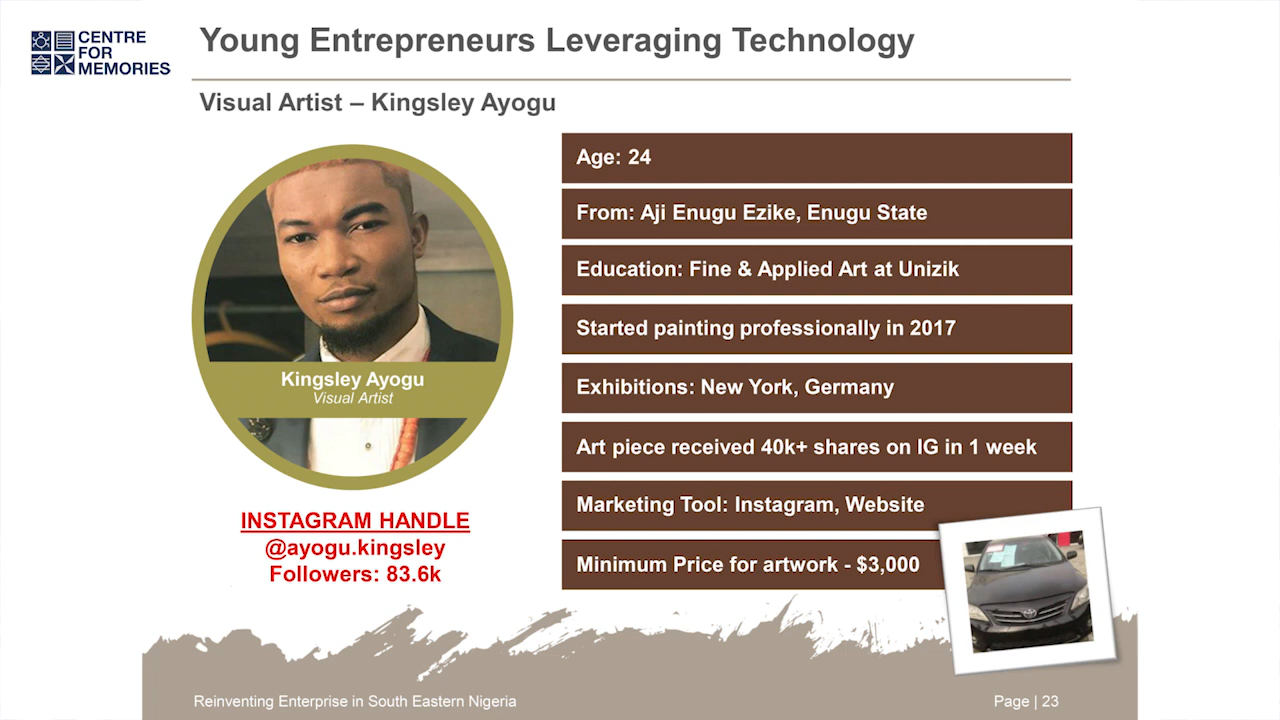 CENTRE
FOR
MEMORIES
Young Entrepreneurs Leveraging Technology
Visual Artist – Kingsley Ayogu
Kingsley Ayogu
Visual Artist
INSTAGRAM HANDLE
@ayogu.kingsley
Followers: 83.6k
Age: 24
From: Aji Enugu Ezike, Enugu State
Education: Fine & Applied Art at Unizik
Started painting professionally in 2017
Exhibitions: New York, Germany
Art piece received 40k+ shares on IG in 1 week
Marketing Tool: Instagram, Website
Minimum Price for artwork - $3,000
Reinventing Enterprise in South Eastern Nigeria
Page | 23